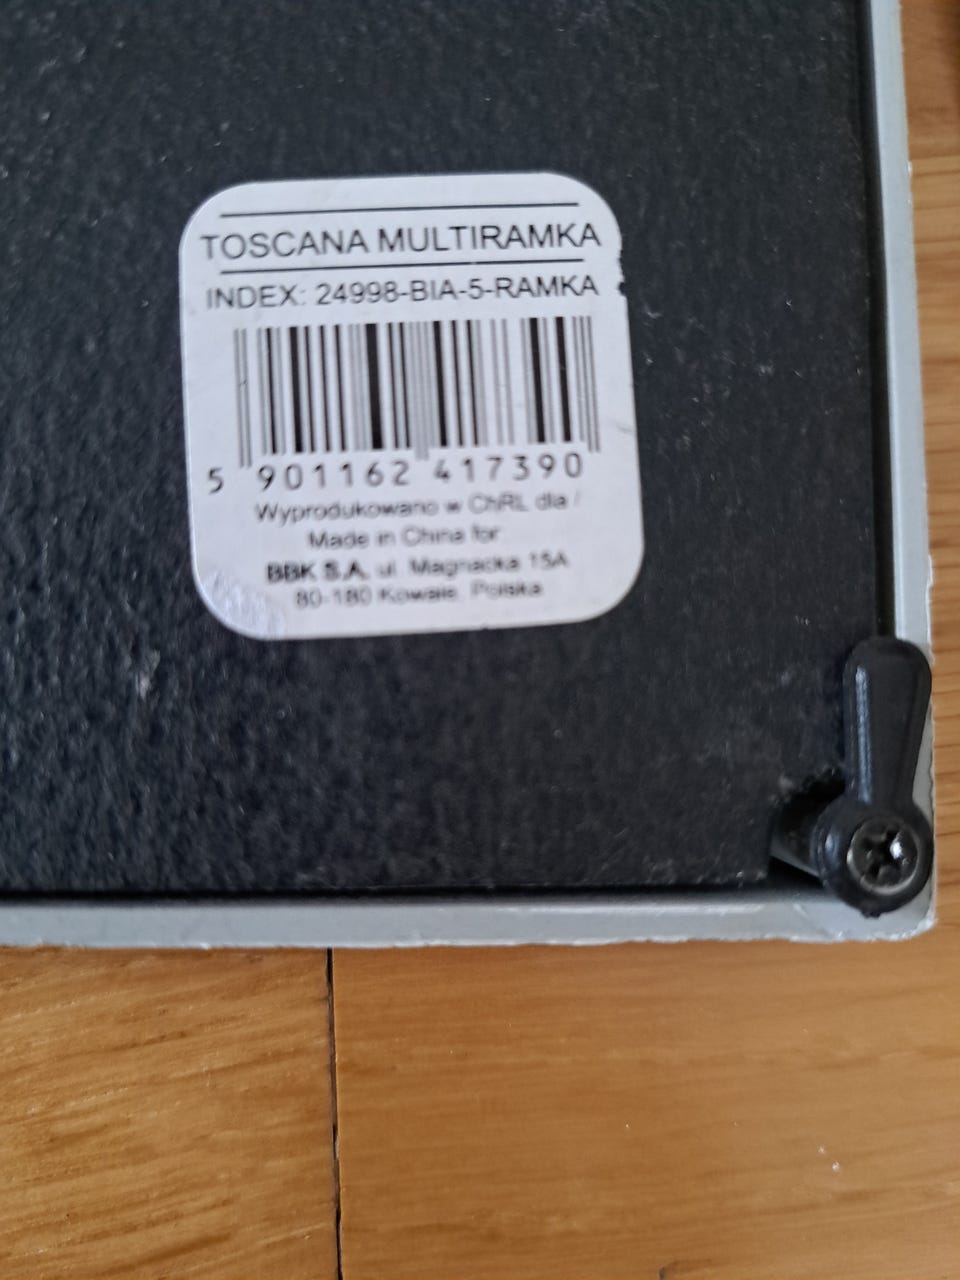 TOSCANA MULTIRAMKA
INDEX: 24998-BIA-5-RAMKA
5 901162 417390
Wyprodukowano w ChRL dla /
Made in China for
BBK S.A. ul. Magnacka 15A
80-180 Kowale, Polska